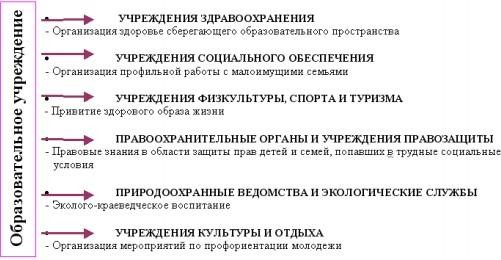 Образовательное учреждение
УЧРЕЖДЕНИЯ ЗДРАВООХРАНЕНИЯ
- Организация здоровье сберегающего образовательного пространства
УЧРЕЖДЕНИЯ СОЦИАЛЬНОГО ОБЕСПЕЧЕНИЯ
- Организация профильной работы с малоимущими семьями
УЧРЕЖДЕНИЯ ФИЗКУЛЬТУРЫ, СПОРТА И ТУРИЗМА
- Привитие здорового образа жизни
ПРАВООХРАНИТЕЛЬНЫЕ ОРГАНЫ И УЧРЕЖДЕНИЯ ПРАВОЗАЩИТЫ
- Правовые знания в области защиты прав детей и семей, попавших в трудные социальные
условия
ПРИРОДООХРАННЫЕ ВЕДОМСТВА И ЭКОЛОГИЧЕСКИЕ СЛУЖБЫ
- Эколого-краеведческое воспитание
УЧРЕЖДЕНИЯ КУЛЬТУРЫ И ОТДЫХА
- Организация мероприятий по профориентации молодежи